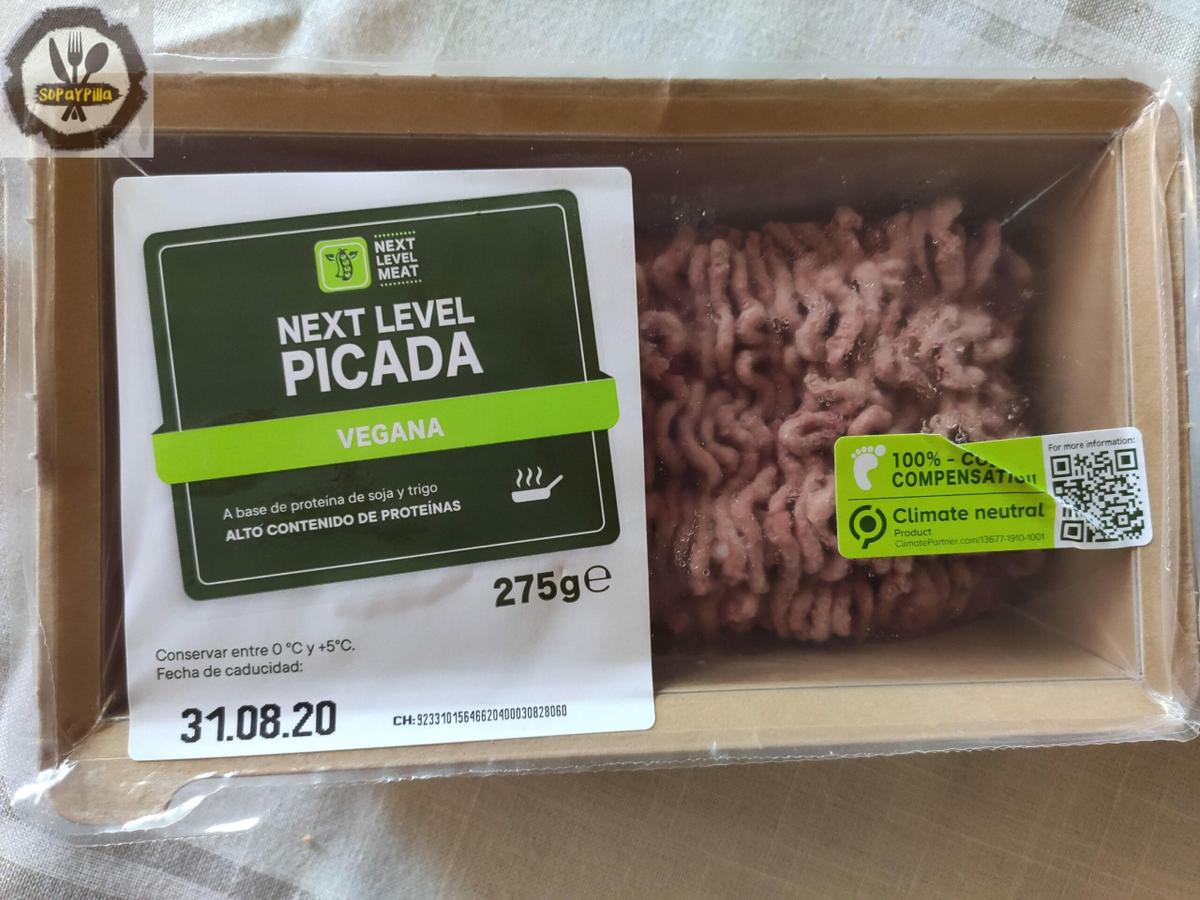 SoPaYPilla
NEXT
LEVEL
MEAT
NEXT LEVEL
PICADA
VEGANA
A base de proteína de soja y trigo
ALTO CONTENIDO DE PROTEÍNAS
275g℮
Conservar entre 0 °C y +5°C.
Fecha de caducidad:
31.08.20
CH:92331015646620400030828060
100% -
COMPENSATION
Climate neutral
Product
ClimatePartner.com/13677-1910-1001
For more information: